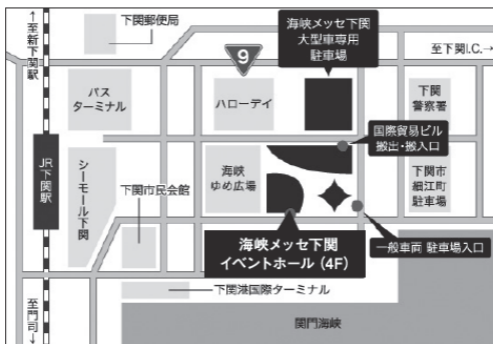 ←至新下関駅
下関郵便局
海峡メッセ下関
大型車専用
駐車場
至下関I.C.→
9
バス
ターミナル
ハローデイ
下関
警察署
国際貿易ビル
搬出・搬入口
JR下関駅
シーモール下関
下関市民会館
海峡
ゆめ広場
下関市
細江町
駐車場
海峡メッセ下関
イベントホール(4F)
一般車両 駐車場入口
下関港国際ターミナル
至門司→
関門海峡